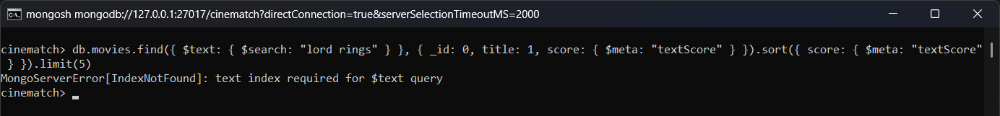 mongosh mongodb://127.0.0.1:27017/cinematch?directConnection=true&serverSelectionTimeoutMS=2000
cinematch> db.movies.find({ $text: { $search: "lord rings" } }, { _id: 0, title: 1, score: { $meta: "textScore" } }).sort({ score: { $meta: "textScore"
 } }).limit(5)
MongoServerError[IndexNotFound]: text index required for $text query
cinematch>